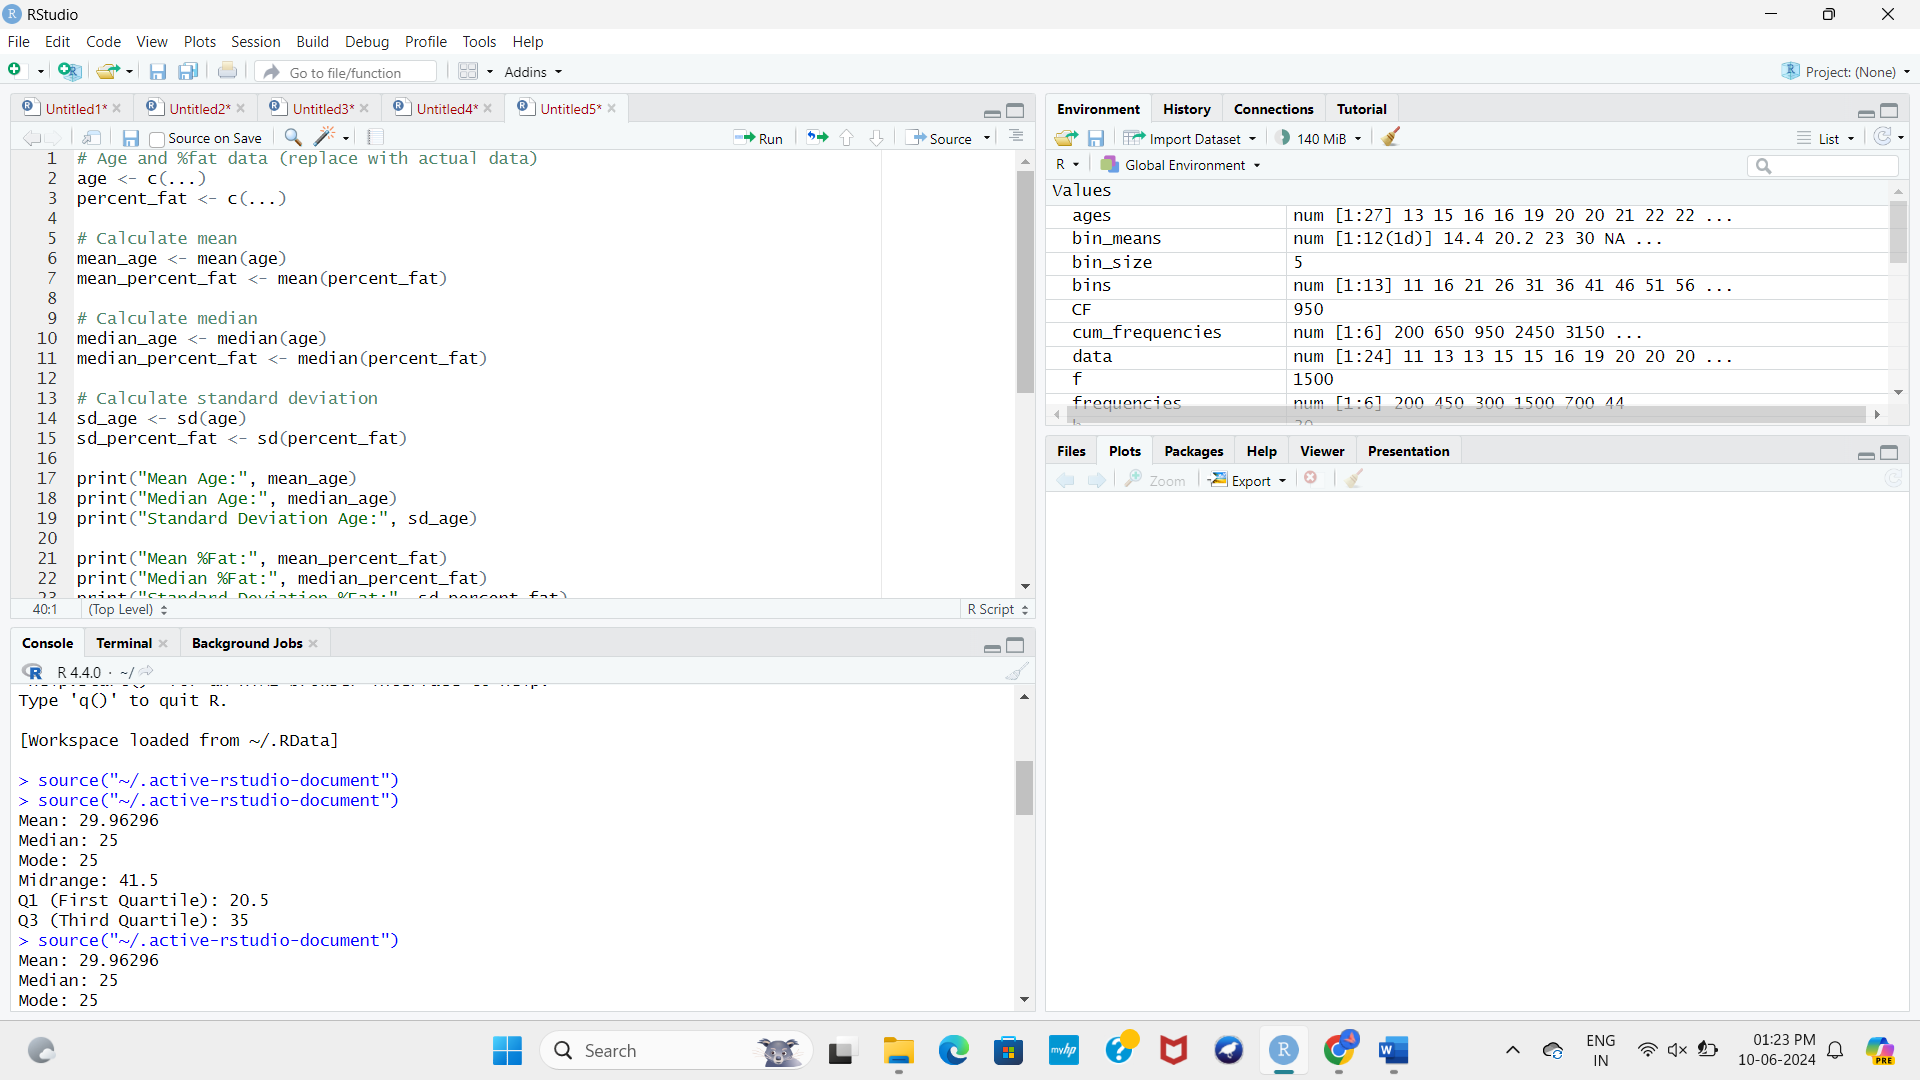 RStudio
File Edit Code View Plots Session Build Debug Profile Tools Help
Go to file/function Addins Project: (None)
Untitled1* Untitled2* Untitled3* Untitled4* Untitled5*
Source on Save Run Source
1 # Age and %fat data (replace with actual data)
2 age <- c(...)
3 percent_fat <- c(...)
4
5 # Calculate mean
6 mean_age <- mean(age)
7 mean_percent_fat <- mean(percent_fat)
8
9 # Calculate median
10 median_age <- median(age)
11 median_percent_fat <- median(percent_fat)
12
13 # Calculate standard deviation
14 sd_age <- sd(age)
15 sd_percent_fat <- sd(percent_fat)
16
17 print("Mean Age:", mean_age)
18 print("Median Age:", median_age)
19 print("Standard Deviation Age:", sd_age)
20
21 print("Mean %Fat:", mean_percent_fat)
22 print("Median %Fat:", median_percent_fat)
23 print("Standard Deviation %Fat:", sd_percent_fat)
40:1 (Top Level) R Script
Console Terminal Background Jobs
R 4.4.0 · ~/
Type 'q()' to quit R.
[Workspace loaded from ~/.RData]
> source("~/.active-rstudio-document")
> source("~/.active-rstudio-document")
Mean: 29.96296
Median: 25
Mode: 25
Midrange: 41.5
Q1 (First Quartile): 20.5
Q3 (Third Quartile): 35
> source("~/.active-rstudio-document")
Mean: 29.96296
Median: 25
Mode: 25
Environment History Connections Tutorial
Import Dataset 140 MiB List
R Global Environment
Values
ages num [1:27] 13 15 16 16 19 20 20 21 22 22 ...
bin_means num [1:12(1d)] 14.4 20.2 23 30 NA ...
bin_size 5
bins num [1:13] 11 16 21 26 31 36 41 46 51 56 ...
CF 950
cum_frequencies num [1:6] 200 650 950 2450 3150 ...
data num [1:24] 11 13 13 15 15 16 19 20 20 20 ...
f 1500
frequencies num [1:6] 200 450 300 1500 700 44
Files Plots Packages Help Viewer Presentation
Zoom Export
Search myhp
ENG
IN
01:23 PM
10-06-2024
PRE